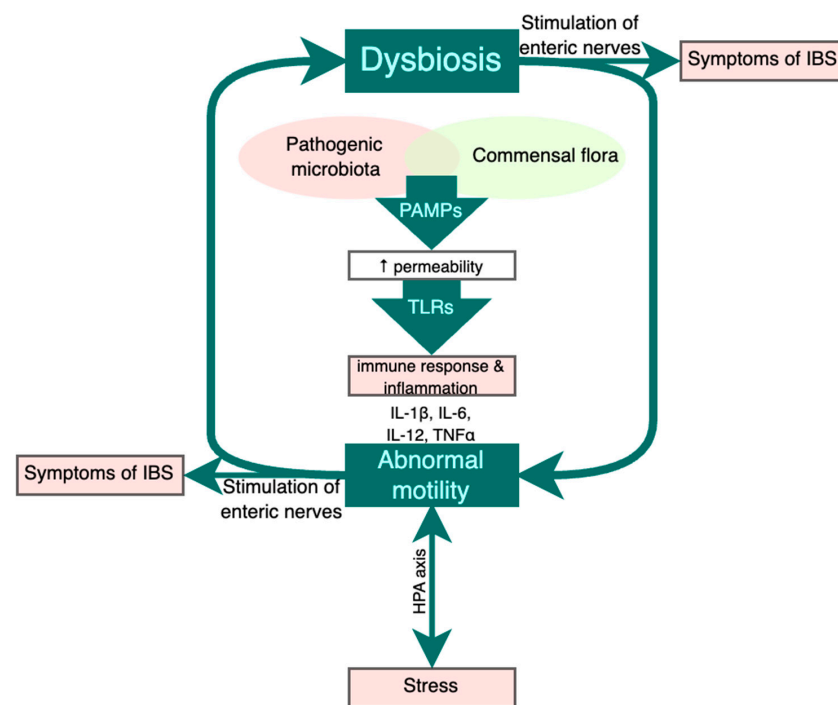 Stimulation of
enteric nerves
Dysbiosis
Symptoms of IBS
Pathogenic
microbiota
Commensal flora
PAMPs
↑ permeability
TLRs
immune response &
inflammation
IL-1β, IL-6,
IL-12, TNFα
Abnormal
motility
Symptoms of IBS
Stimulation of
enteric nerves
HPA axis
Stress